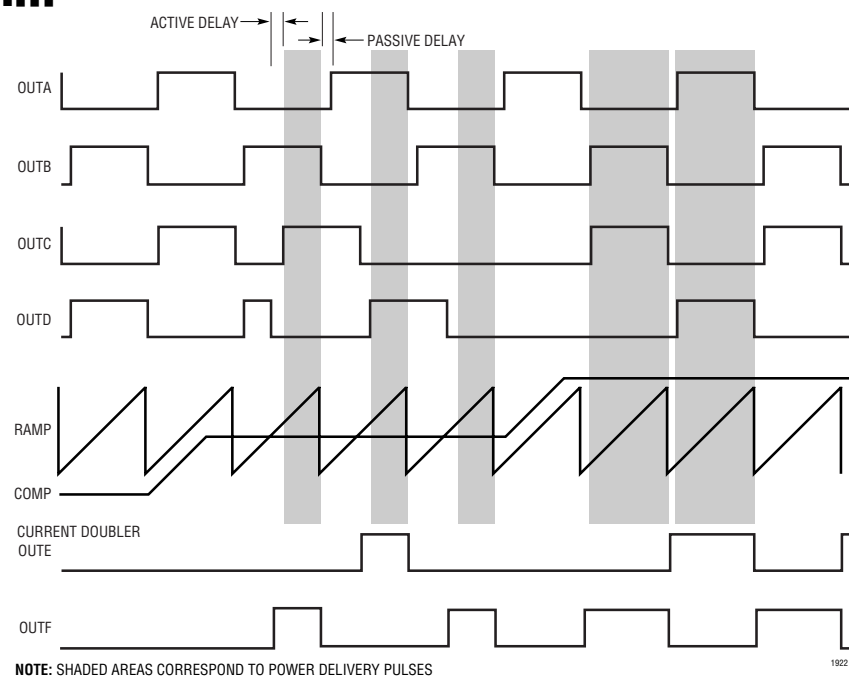 ACTIVE DELAY
PASSIVE DELAY
OUTA
OUTB
OUTC
OUTD
RAMP
COMP
CURRENT DOUBLER
OUTE
OUTF
NOTE: SHADED AREAS CORRESPOND TO POWER DELIVERY PULSES
1922